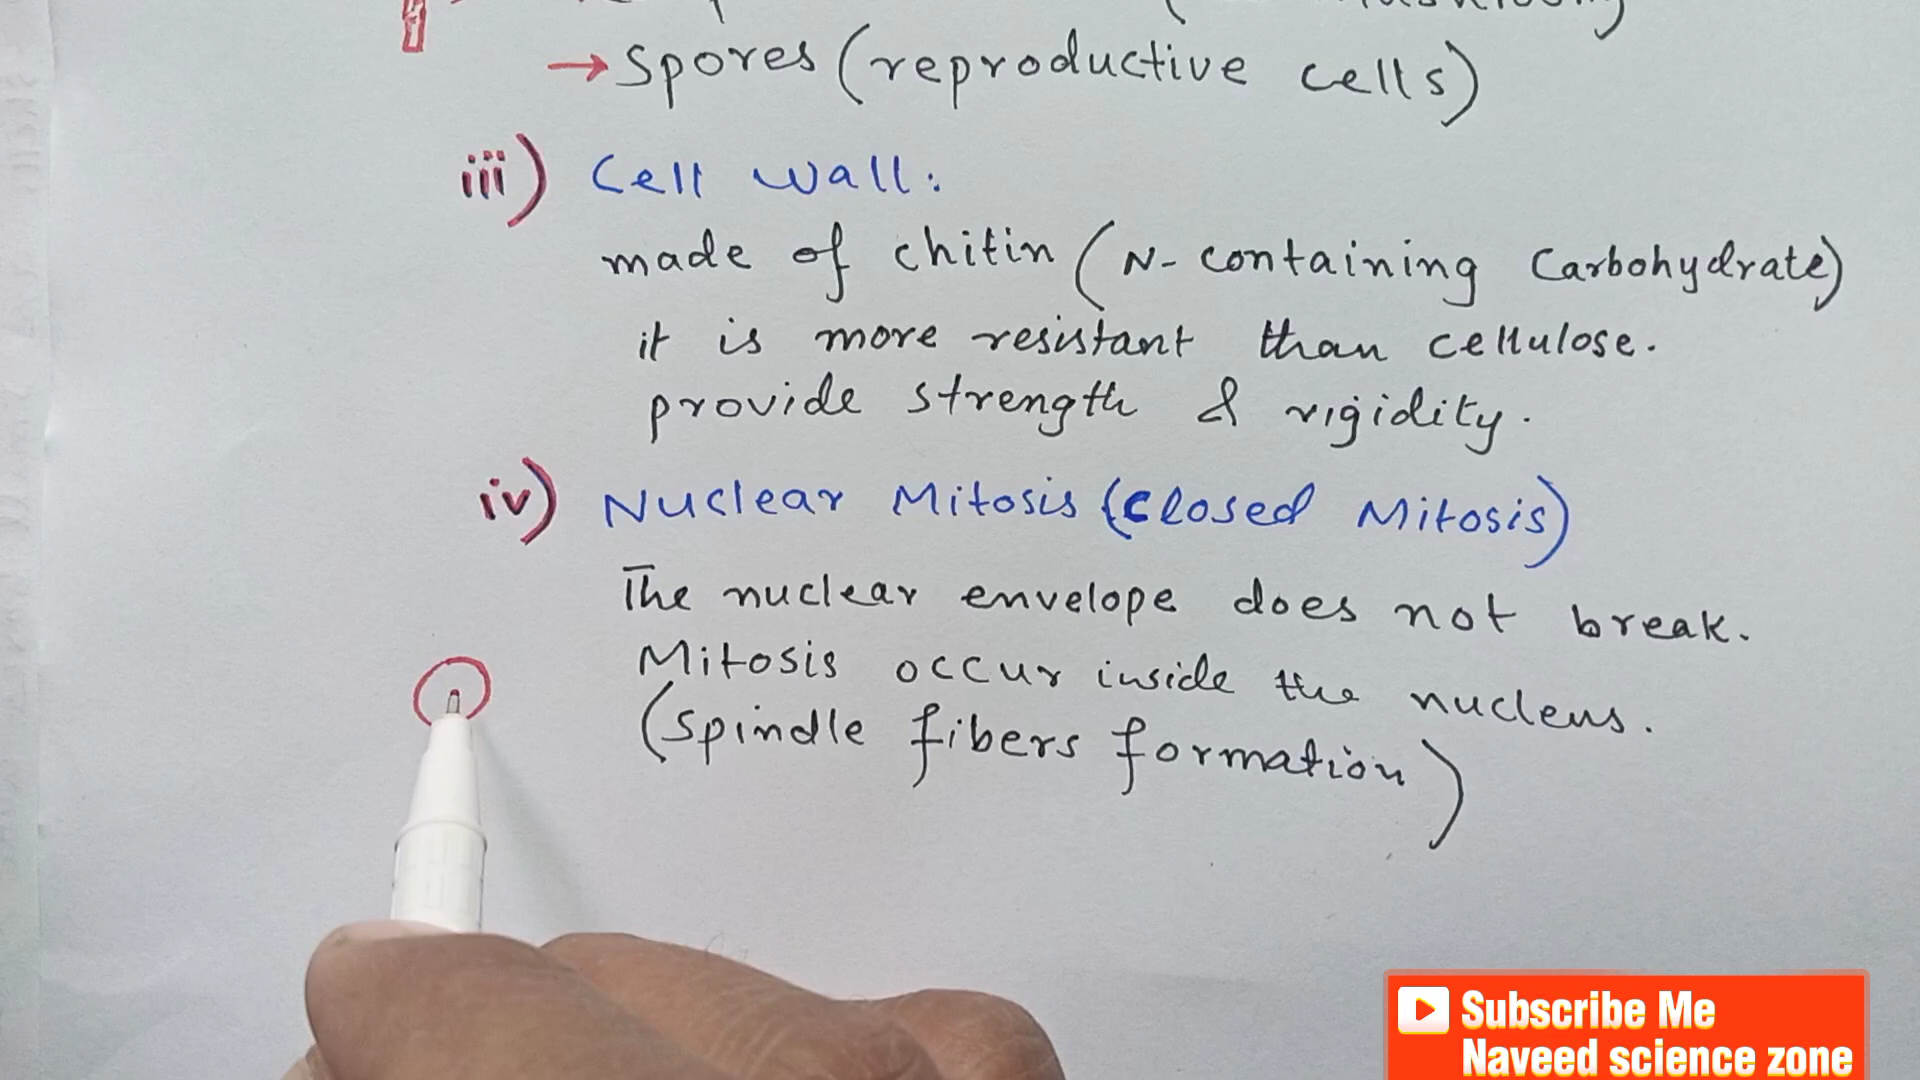 → Spores (reproductive cells)
iii) Cell wall:
made of chitin (N-containing Carbohydrate)
it is more resistant than cellulose.
provide strength & rigidity.
iv) Nuclear Mitosis (Closed Mitosis)
The nuclear envelope does not break.
Mitosis occur inside the nucleus.
(Spindle fibers formation)
Subscribe Me
Naveed science zone